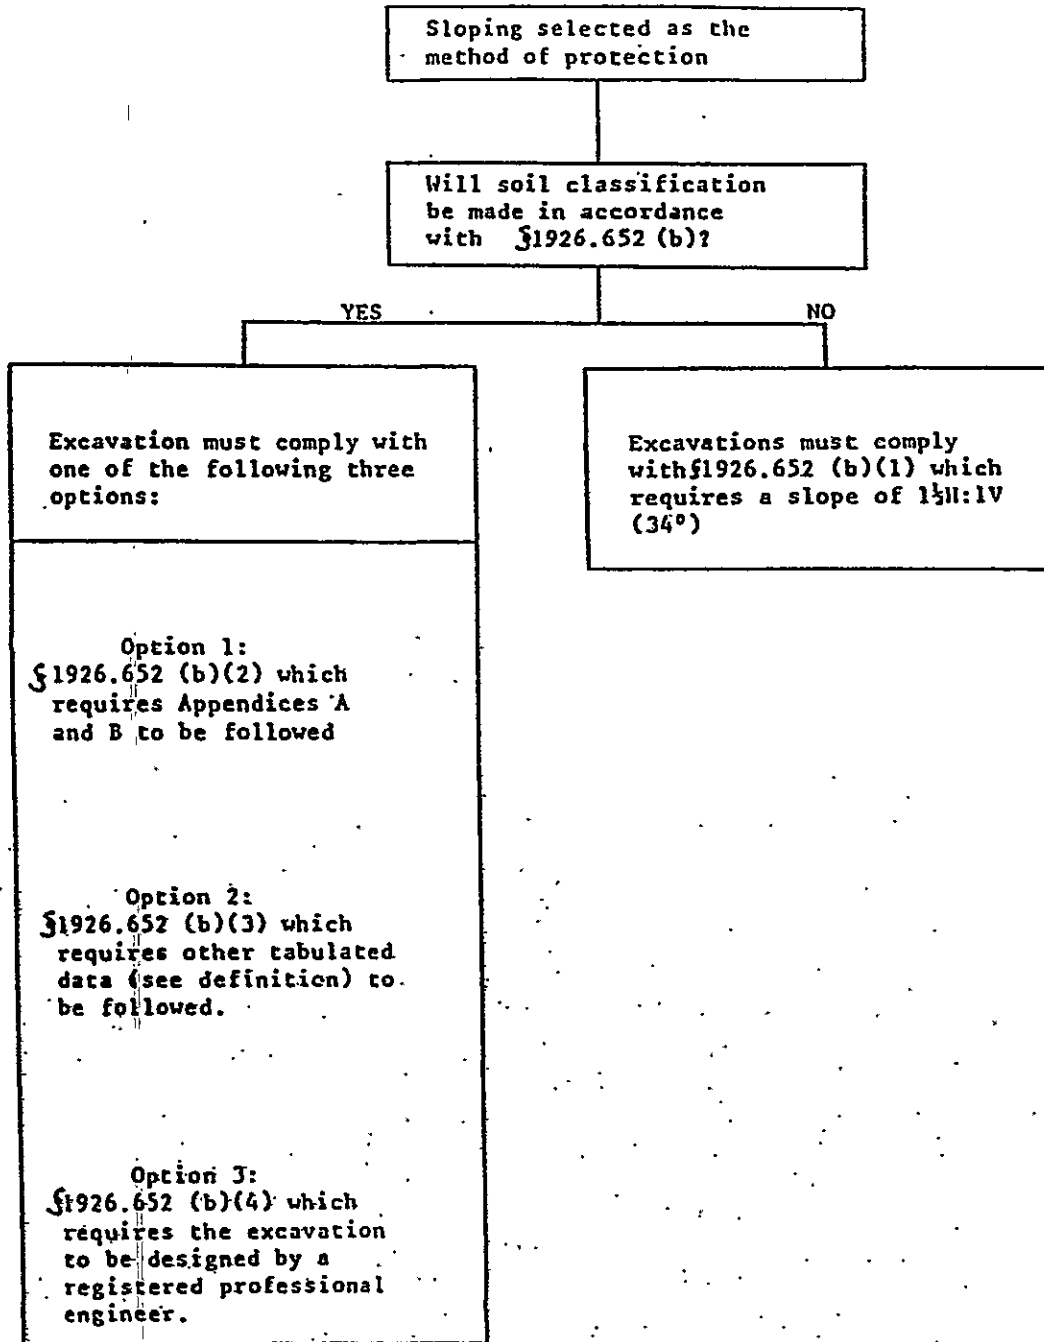 Sloping selected as the
method of protection
Will soil classification
be made in accordance
with §1926.652 (b)?
YES
NO
Excavation must comply with
one of the following three
options:
Excavations must comply
with §1926.652 (b)(1) which
requires a slope of 1½H:1V
(34°)
Option 1:
§1926.652 (b)(2) which
requires Appendices A
and B to be followed
Option 2:
§1926.652 (b)(3) which
requires other tabulated
data (see definition) to
be followed.
Option 3:
§1926.652 (b)(4) which
requires the excavation
to be designed by a
registered professional
engineer.